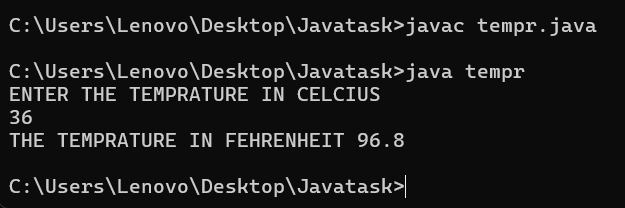 C:\Users\Lenovo\Desktop\Javatask>javac tempr.java
C:\Users\Lenovo\Desktop\Javatask>java tempr
ENTER THE TEMPRATURE IN CELCIUS
36
THE TEMPRATURE IN FEHRENHEIT 96.8
C:\Users\Lenovo\Desktop\Javatask>